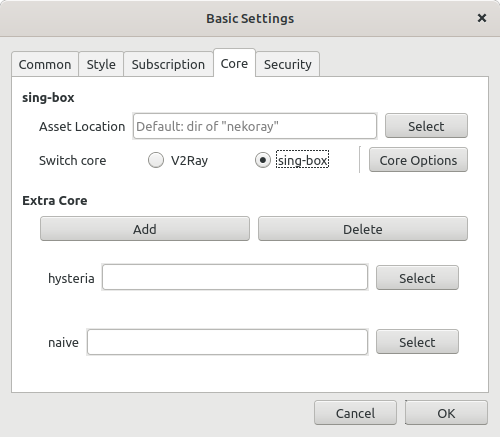 Basic Settings ×
Common Style Subscription Core Security
sing-box
Asset Location Default: dir of "nekoray" Select
Switch core V2Ray sing-box Core Options
Extra Core
Add Delete
hysteria Select
naive Select
Cancel OK